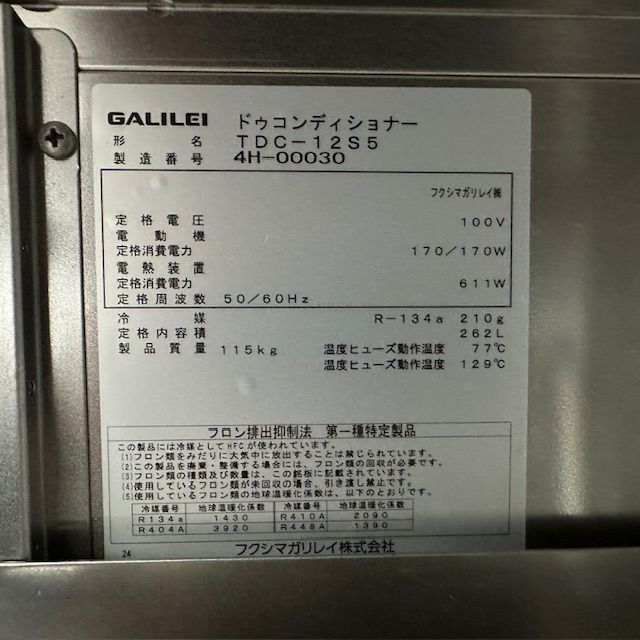 GALILEI ドゥコンディショナー
形名 TDC-12S5
製造番号 4H-00030
フクシマガリレイ㈱
定格電圧 100V
電動機
定格消費電力 170/170W
電熱装置
定格消費電力 611W
定格周波数 50/60Hz
冷媒 R-134a 210g
定格内容積 262L
製品質量 115kg 温度ヒューズ動作温度 77℃
温度ヒューズ動作温度 129℃
フロン排出抑制法 第一種特定製品
この製品には冷媒としてHFCが使われています。
(1)フロン類をみだりに大気中に放出することは禁じられています。
(2)この製品を廃棄・整備する場合には、フロン類の回収が必要です。
(3)フロンの種類及び数量は、この銘板に記載されています。
(4)使用しているフロンが未回収の場合、引き渡し禁止です。
(5)使用しているフロンの地球温暖化係数は、以下のとおりです。
冷媒番号 地球温暖化係数 冷媒番号 地球温暖化係数
R134a 1430 R410A 2090
R404A 3920 R448A 1390
24 フクシマガリレイ株式会社